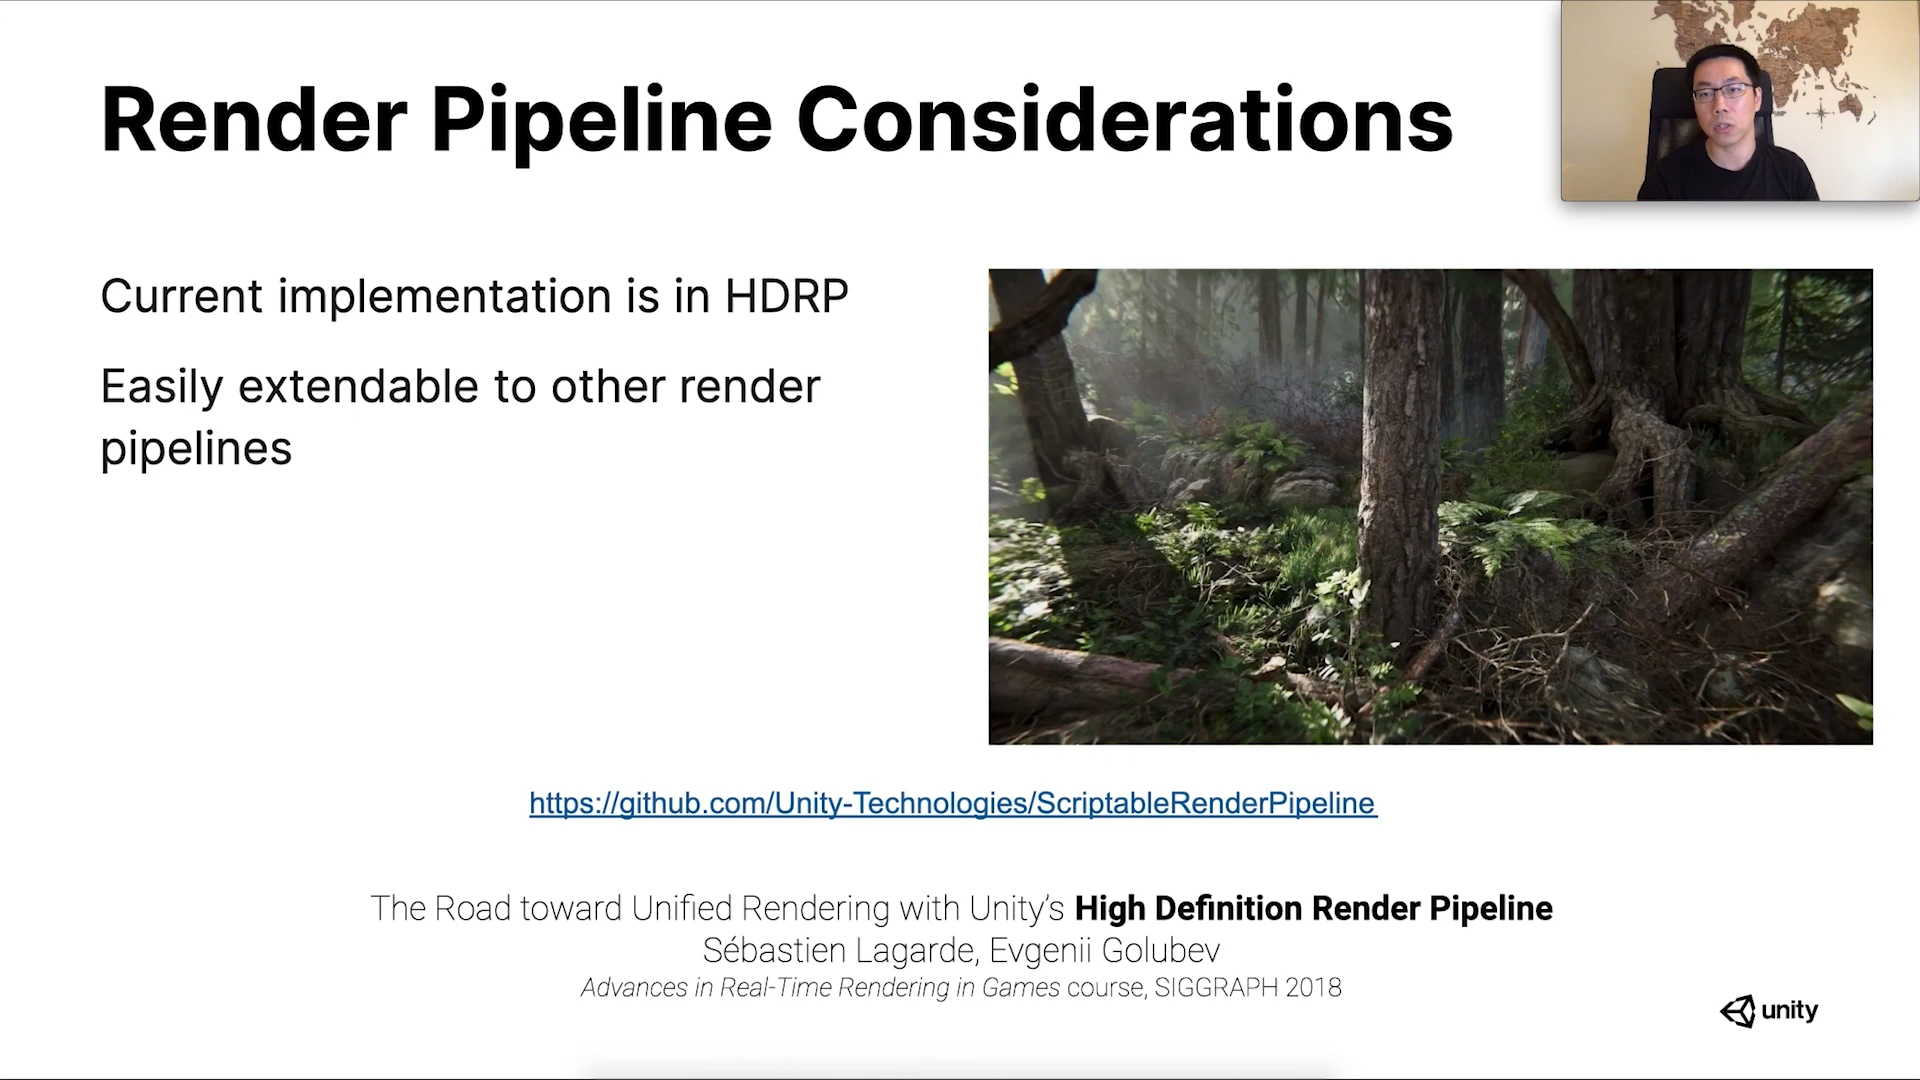 Render Pipeline Considerations
Current implementation is in HDRP
Easily extendable to other render
pipelines
https://github.com/Unity-Technologies/ScriptableRenderPipeline
The Road toward Unified Rendering with Unity’s High Definition Render Pipeline
Sébastien Lagarde, Evgenii Golubev
Advances in Real-Time Rendering in Games course, SIGGRAPH 2018
unity